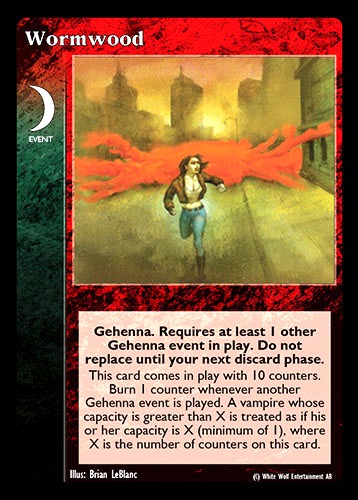 Wormwood
EVENT
Gehenna. Requires at least 1 other
Gehenna event in play. Do not
replace until your next discard phase.
This card comes in play with 10 counters.
Burn 1 counter whenever another
Gehenna event is played. A vampire whose
capacity is greater than X is treated as if his
or her capacity is X (minimum of 1), where
X is the number of counters on this card.
Illus: Brian LeBlanc
(C) White Wolf Entertainment AB